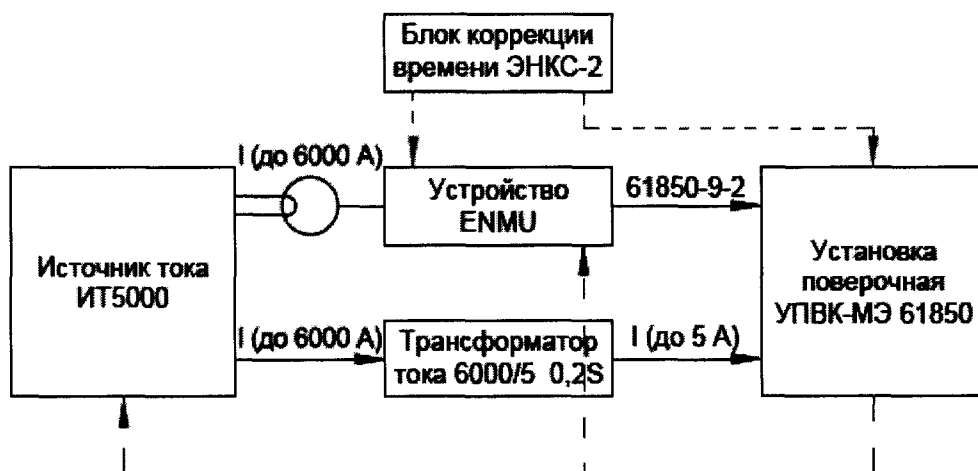 Блок коррекции
времени ЭНКС-2
I (до 6000 А)
Устройство
ENMU
61850-9-2
Источник тока
ИТ5000
Установка
поверочная
УПВК-МЭ 61850
I (до 6000 А)
Трансформатор
тока 6000/5 0,2S
I (до 5 А)